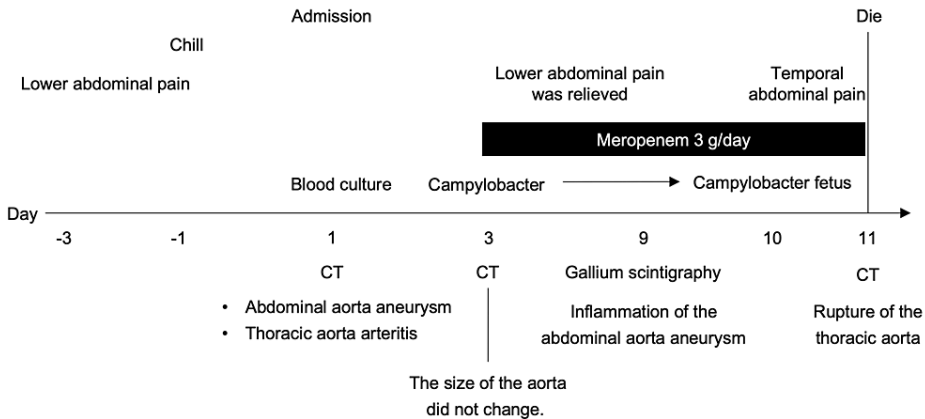 Admission
Die
Chill
Lower abdominal pain
Lower abdominal pain
was relieved
Temporal
abdominal pain
Meropenem 3 g/day
Blood culture
Campylobacter
Campylobacter fetus
Day
-3
-1
1
3
9
10
11
CT
CT
Gallium scintigraphy
CT
• Abdominal aorta aneurysm
• Thoracic aorta arteritis
Inflammation of the
abdominal aorta aneurysm
Rupture of the
thoracic aorta
The size of the aorta
did not change.